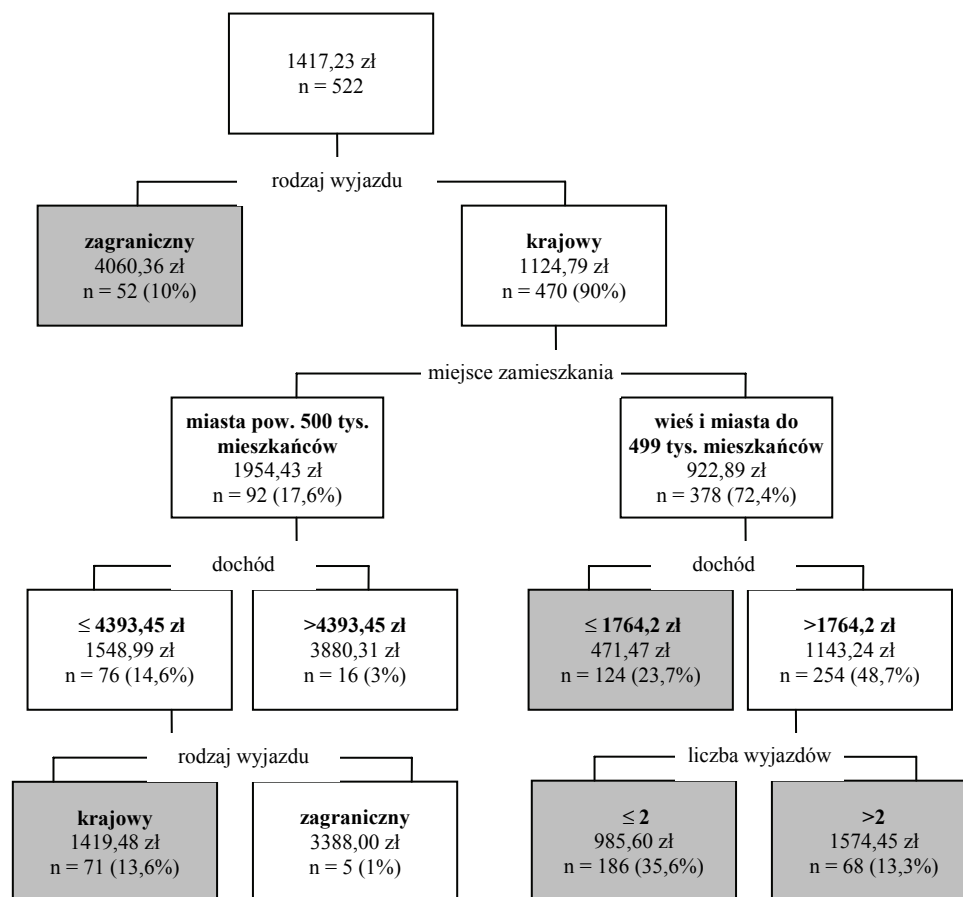 1417,23 zł
n = 522
rodzaj wyjazdu
zagraniczny
4060,36 zł
n = 52 (10%)
krajowy
1124,79 zł
n = 470 (90%)
miejsce zamieszkania
miasta pow. 500 tys.
mieszkańców
1954,43 zł
n = 92 (17,6%)
wieś i miasta do
499 tys. mieszkańców
922,89 zł
n = 378 (72,4%)
dochód
≤ 4393,45 zł
1548,99 zł
n = 76 (14,6%)
>4393,45 zł
3880,31 zł
n = 16 (3%)
dochód
≤ 1764,2 zł
471,47 zł
n = 124 (23,7%)
>1764,2 zł
1143,24 zł
n = 254 (48,7%)
rodzaj wyjazdu
krajowy
1419,48 zł
n = 71 (13,6%)
zagraniczny
3388,00 zł
n = 5 (1%)
liczba wyjazdów
≤ 2
985,60 zł
n = 186 (35,6%)
>2
1574,45 zł
n = 68 (13,3%)